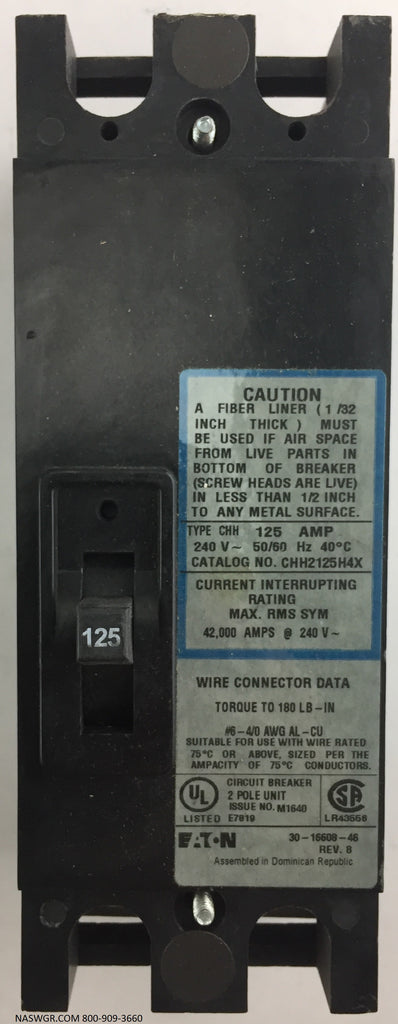 CAUTION
A FIBER LINER (1/32
INCH THICK) MUST
BE USED IF AIR SPACE
FROM LIVE PARTS IN
BOTTOM OF BREAKER
(SCREW HEADS ARE LIVE)
IN LESS THAN 1/2 INCH
TO ANY METAL SURFACE.
TYPE CHH 125 AMP
240 V~ 50/60 Hz 40°C
CATALOG NO. CHH2125H4X
CURRENT INTERRUPTING
RATING
MAX. RMS SYM
42,000 AMPS @ 240 V~
125
WIRE CONNECTOR DATA
TORQUE TO 180 LB-IN
#6-4/0 AWG AL-CU
SUITABLE FOR USE WITH WIRE RATED
75°C OR ABOVE, SIZED PER THE
AMPACITY OF 75°C CONDUCTORS.
UL
LISTED
CIRCUIT BREAKER
2 POLE UNIT
ISSUE NO. M1640
E7819
SA
LR43556
EATON
30-16608-46
REV. 8
Assembled in Dominican Republic
NASWGR.COM 800-909-3660